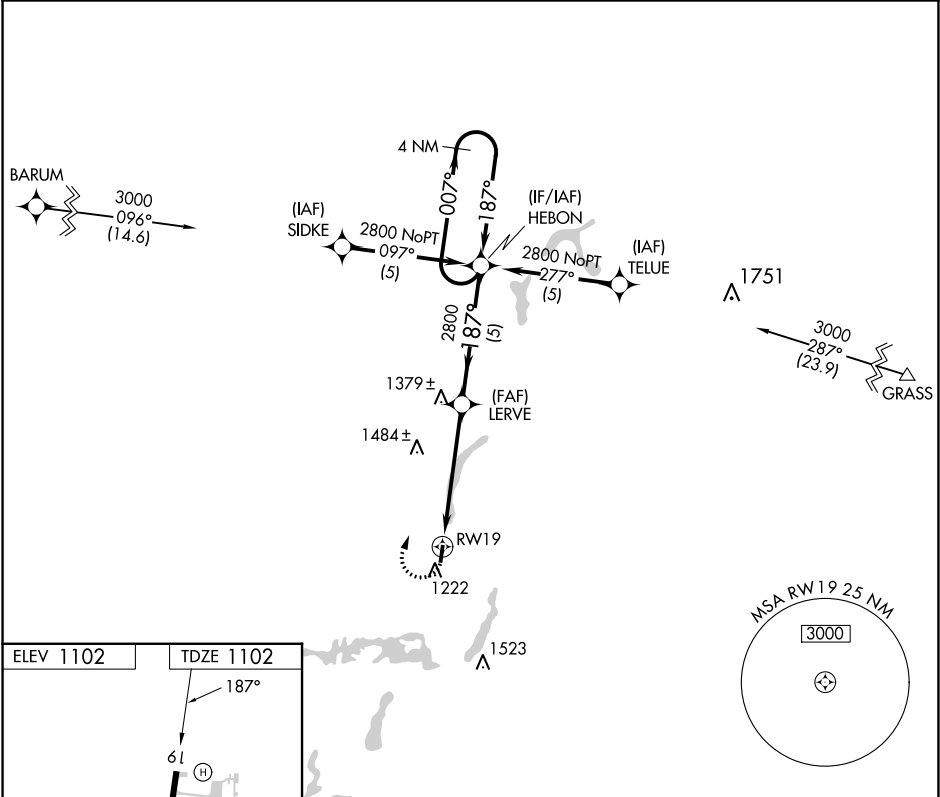 4 NM
BARUM
3000
096°
(14.6)
007°
187°
(IF/IAF)
HEBON
(IAF)
SIDKE
2800 NoPT
097°
(5)
2800 NoPT
277°
(5)
(IAF)
TELUE
1751
2800
187°
(5)
3000
287°
(23.9)
GRASS
1379±
(FAF)
LERVE
1484±
RW19
1222
MSA RW19 25 NM
3000
1523
ELEV 1102
TDZE 1102
187°
19
H